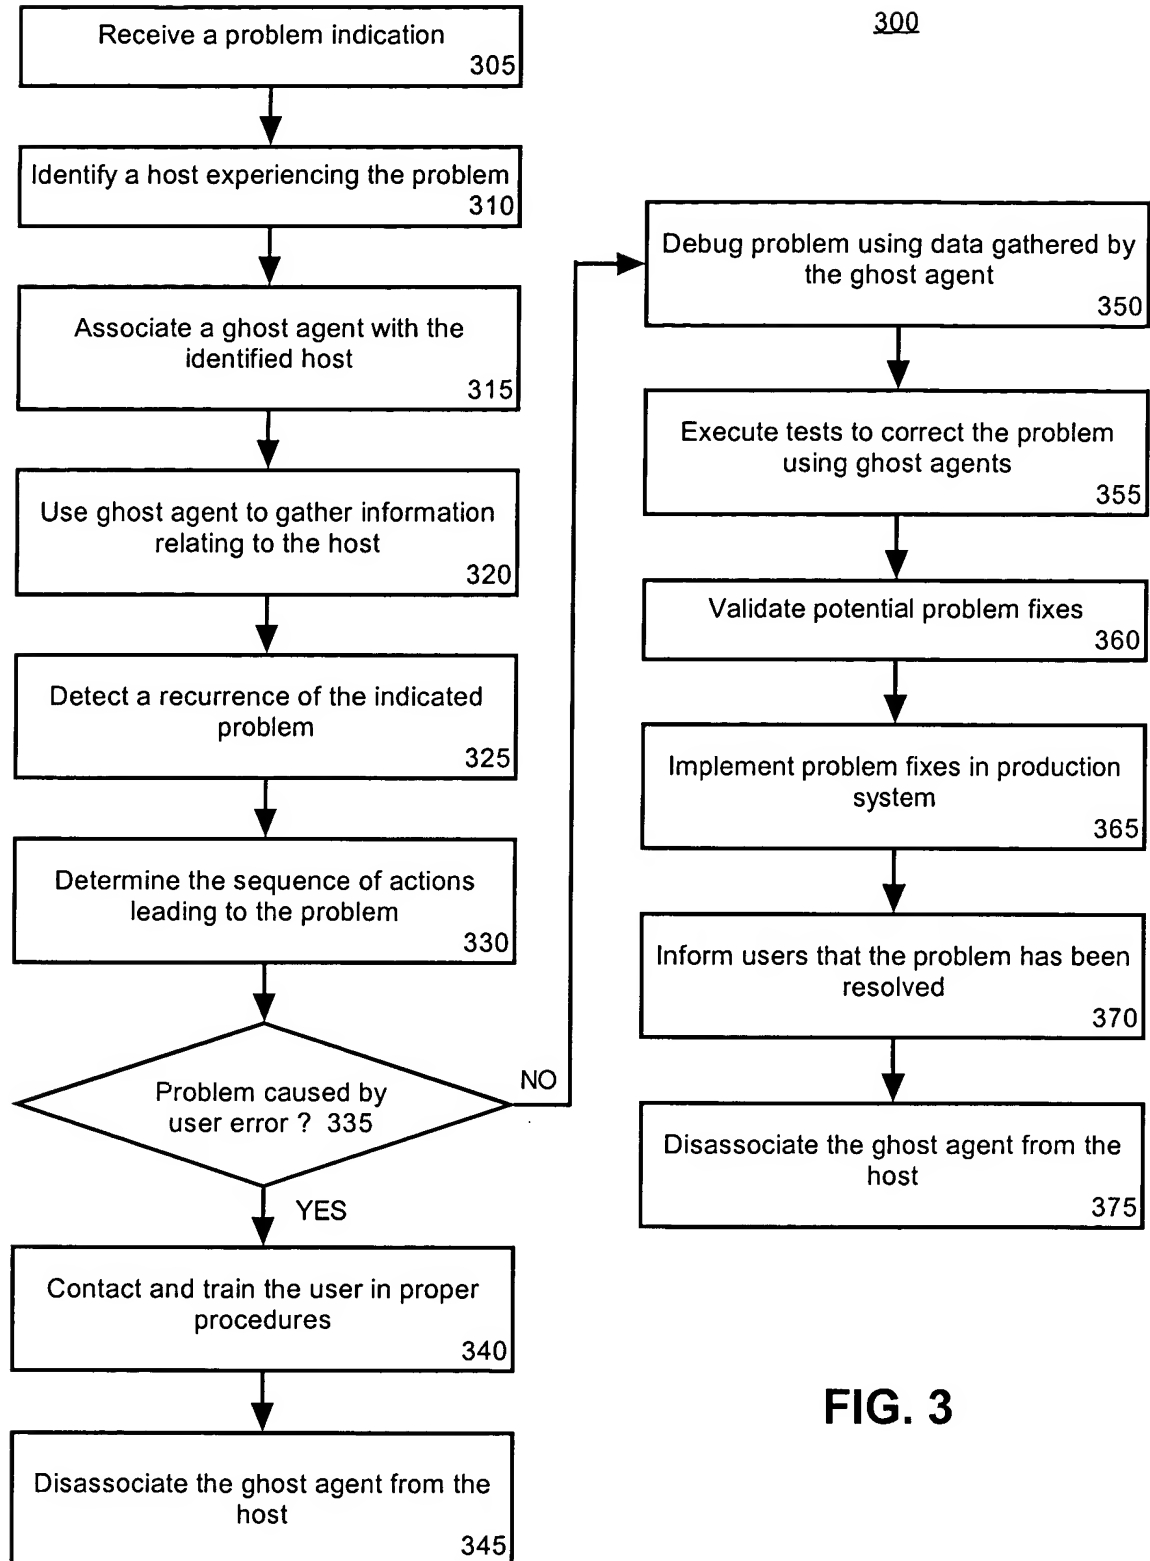 300
Receive a problem indication
305
Identify a host experiencing the problem
310
Associate a ghost agent with the
identified host
315
Use ghost agent to gather information
relating to the host
320
Detect a recurrence of the indicated
problem
325
Determine the sequence of actions
leading to the problem
330
Problem caused by
user error ? 335
NO
YES
Contact and train the user in proper
procedures
340
Disassociate the ghost agent from the
host
345
Debug problem using data gathered by
the ghost agent
350
Execute tests to correct the problem
using ghost agents
355
Validate potential problem fixes
360
Implement problem fixes in production
system
365
Inform users that the problem has been
resolved
370
Disassociate the ghost agent from the
host
375
FIG. 3